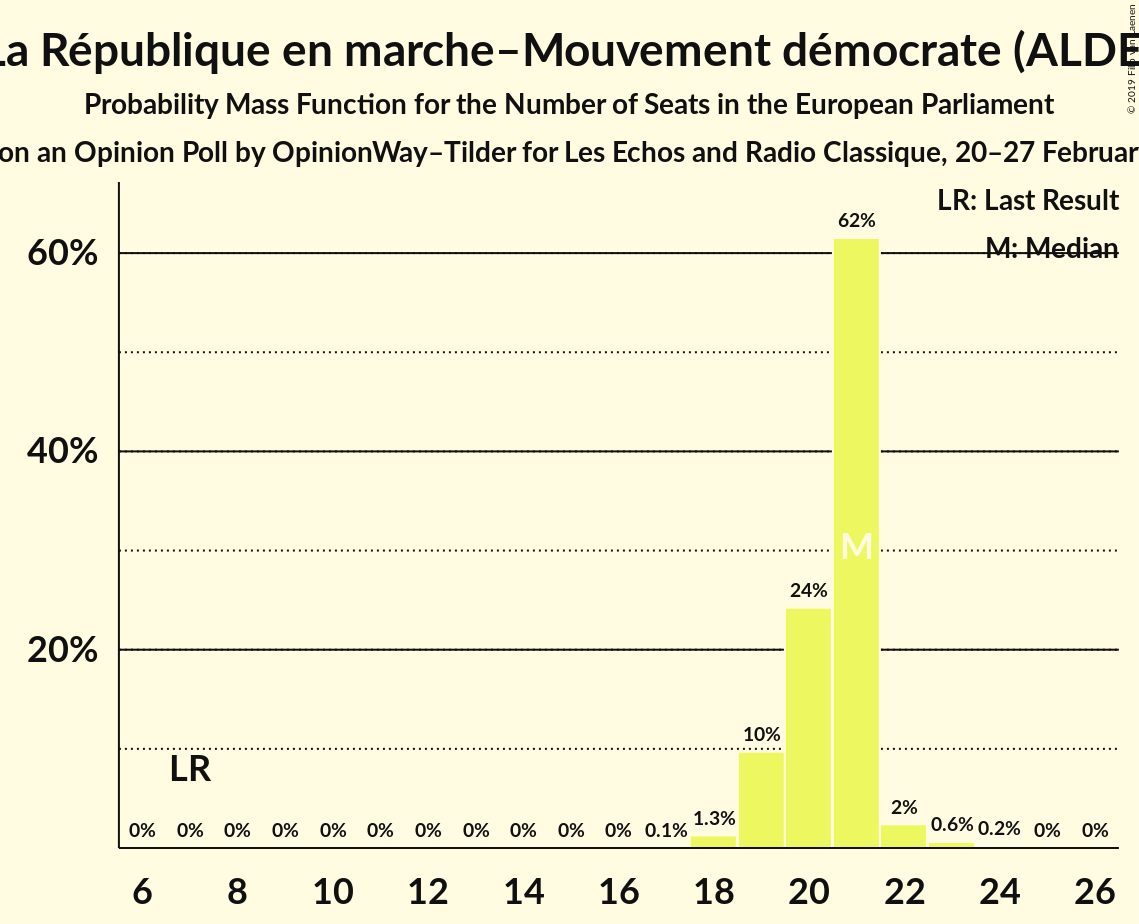 La République en marche–Mouvement démocrate (ALDE
Probability Mass Function for the Number of Seats in the European Parliament
on an Opinion Poll by OpinionWay–Tilder for Les Echos and Radio Classique, 20–27 Februar
© 2019 Filip
LR: Last Result
M: Median
60%
40%
20%
62%
M
24%
10%
LR
0% 0% 0% 0% 0% 0% 0% 0% 0% 0% 0% 0.1% 1.3% 2% 0.6% 0.2% 0% 0%
6 8 10 12 14 16 18 20 22 24 26